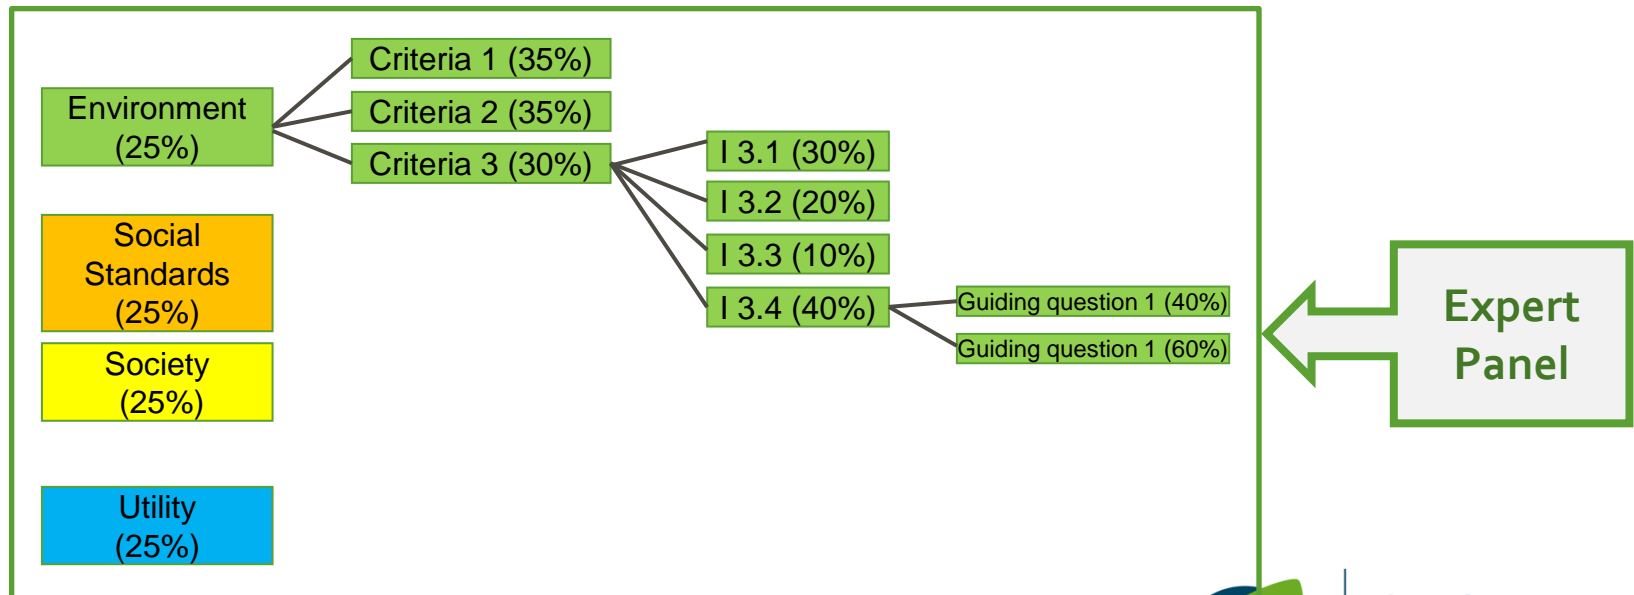 Environment
(25%)
Criteria 1 (35%)
Criteria 2 (35%)
Criteria 3 (30%)
I 3.1 (30%)
I 3.2 (20%)
I 3.3 (10%)
I 3.4 (40%)
Guiding question 1 (40%)
Guiding question 1 (60%)
Social
Standards
(25%)
Society
(25%)
Utility
(25%)
Expert
Panel